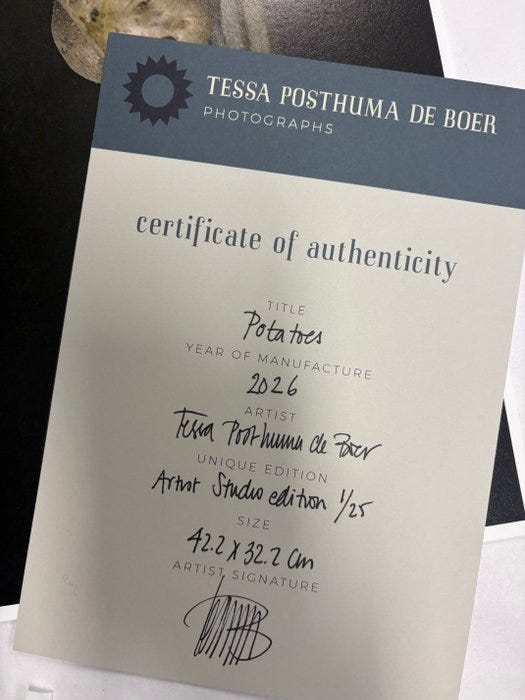 TESSA POSTHUMA DE BOER
PHOTOGRAPHS
certificate of authenticity
TITLE
Potatoes
YEAR OF MANUFACTURE
2026
ARTIST
Tessa Posthuma de Boer
UNIQUE EDITION
Artist Studio edition 1/25
SIZE
42.2 X 32.2 cm
ARTIST SIGNATURE